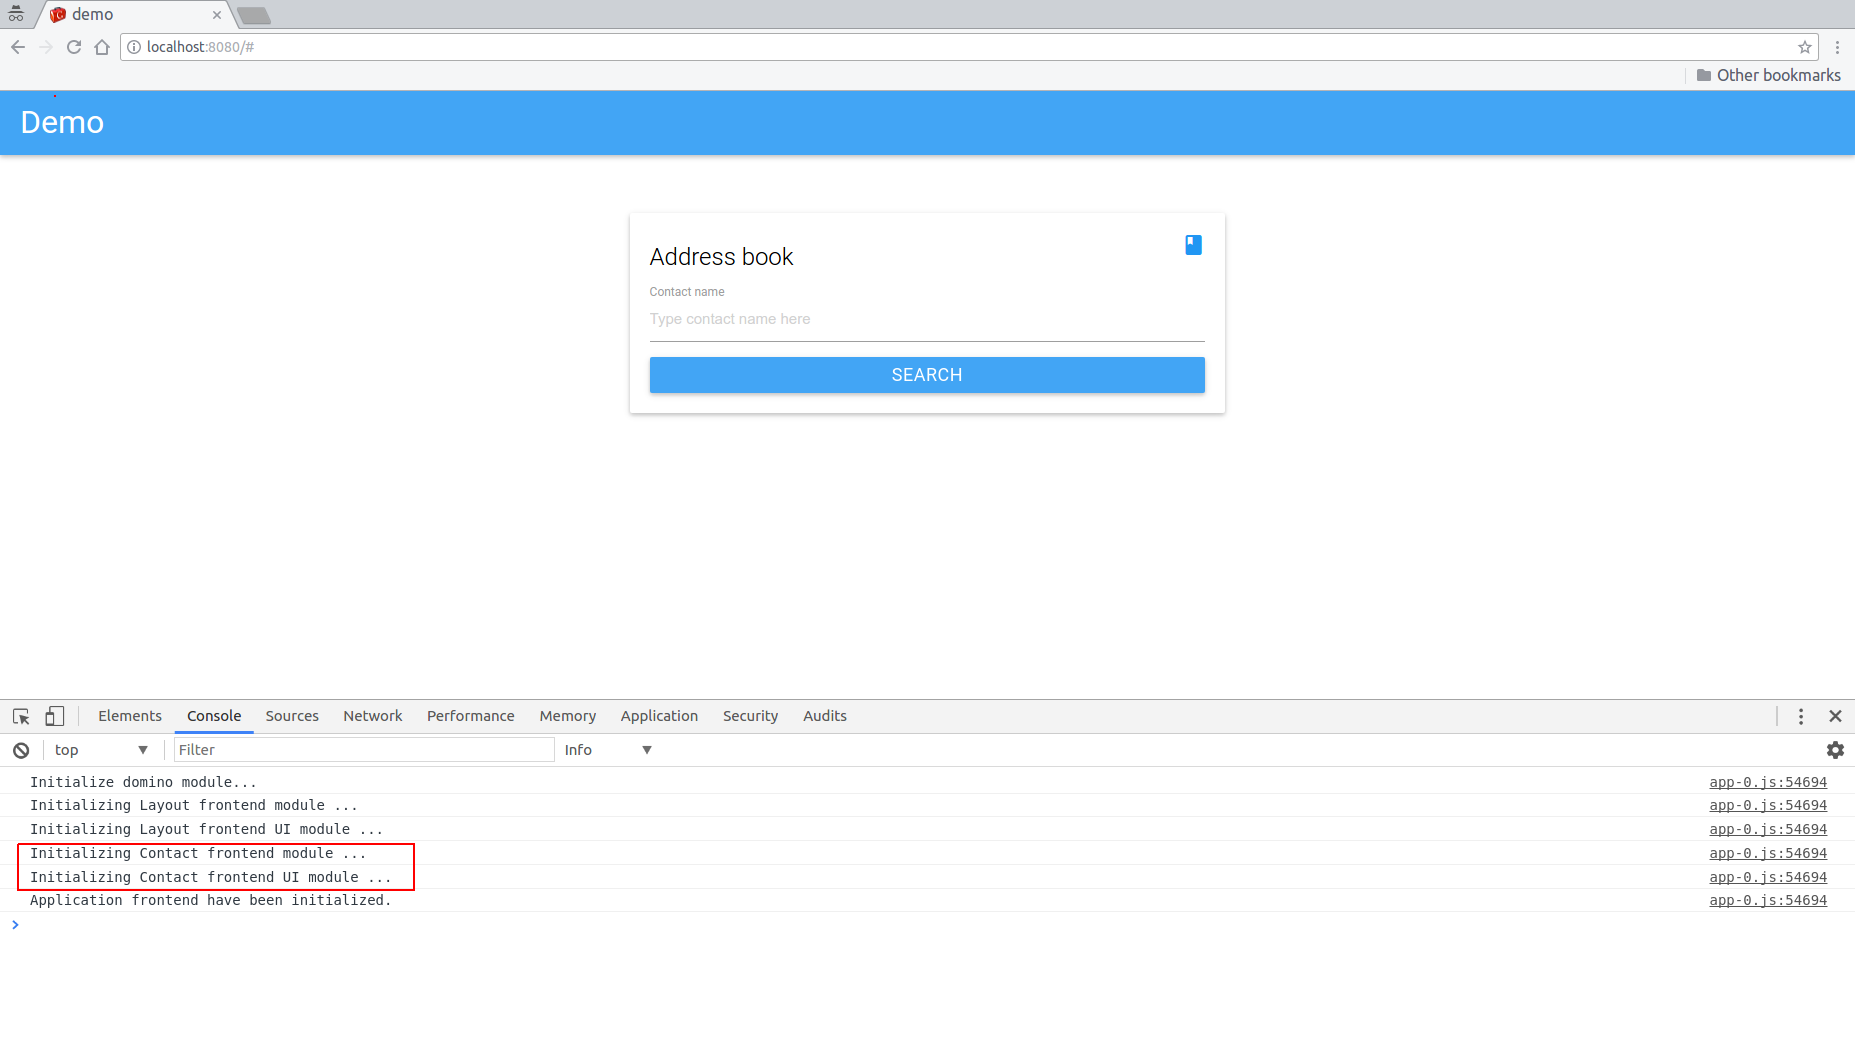 demo
localhost:8080/#
Other bookmarks
Demo
Address book
Contact name
Type contact name here
SEARCH
Elements Console Sources Network Performance Memory Application Security Audits
top Filter Info
Initialize domino module... app-0.js:54694
Initializing Layout frontend module ... app-0.js:54694
Initializing Layout frontend UI module ... app-0.js:54694
Initializing Contact frontend module ... app-0.js:54694
Initializing Contact frontend UI module ... app-0.js:54694
Application frontend have been initialized. app-0.js:54694